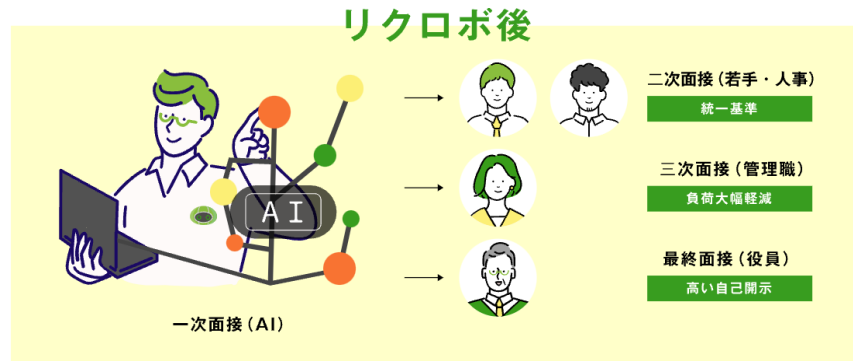 リクロボ後
AI
一次面接（AI）
二次面接（若手・人事）
統一基準
三次面接（管理職）
負荷大幅軽減
最終面接（役員）
高い自己開示